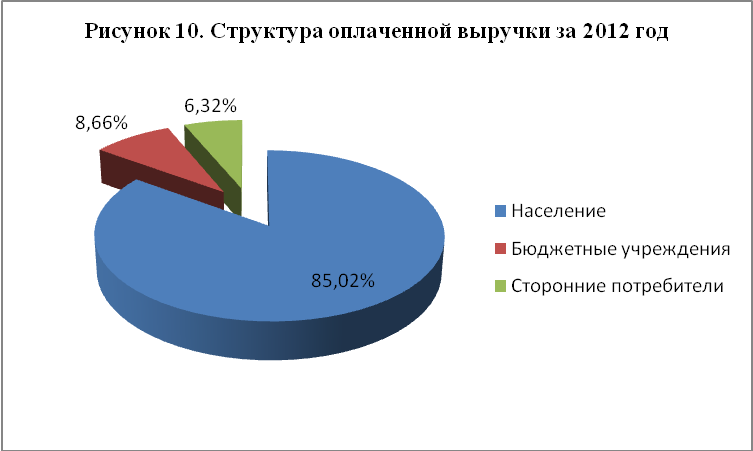 Рисунок 10. Структура оплаченной выручки за 2012 год
6,32%
8,66%
85,02%
Население
Бюджетные учреждения
Сторонние потребители